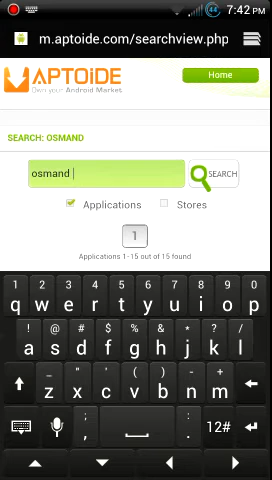 44 7:42 PM
m.aptoide.com/searchview.php
APTOiDE
Own your Android Market
Home
SEARCH: OSMAND
osmand
SEARCH
Applications
Stores
1
Applications 1-15 out of 15 found
1 2 3 4 5 6 7 8 9 0
q w e r t y u i o p
! @ # $ % & * ? /
a s d f g h j k l
_ " ' ( ) - +
z x c v b n m
; :
, . 12#